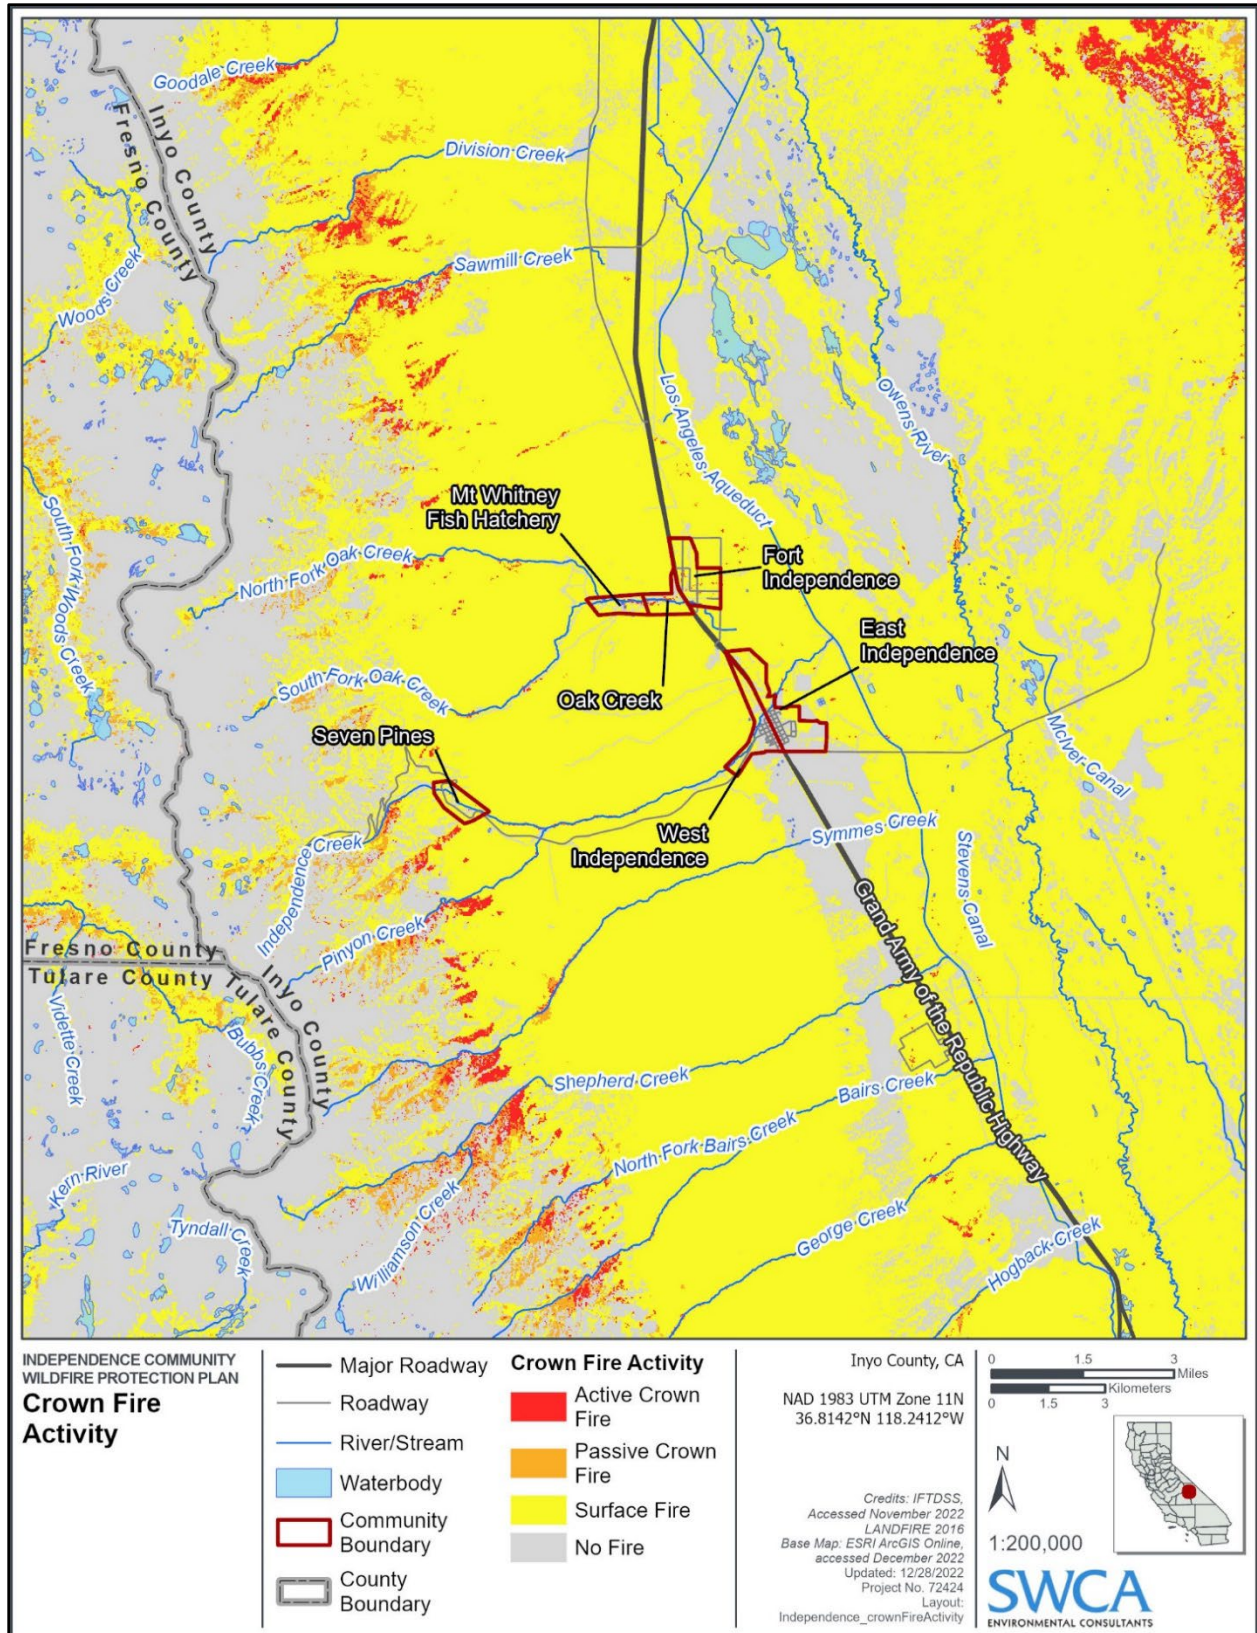 Goodale Creek
Inyo County
Fresno County
Division Creek
Sawmill Creek
Woods Creek
Los Angeles Aqueduct
Owens River
Mt Whitney
Fish Hatchery
South Fork Woods Creek
North Fork Oak Creek
Fort
Independence
East
Independence
Oak Creek
South Fork Oak Creek
Seven Pines
McIver Canal
West
Independence
Symmes Creek
Stevens Canal
Independence Creek
Pinyon Creek
Grand Army of the Republic Highway
Fresno County
Tulare County
Inyo County
Tulare County
Vidette Creek
Bubbs Creek
Shepherd Creek
Bairs Creek
North Fork Bairs Creek
Kern River
Tyndall Creek
Williamson Creek
George Creek
Hogback Creek
INDEPENDENCE COMMUNITY
WILDFIRE PROTECTION PLAN
Crown Fire
Activity
Major Roadway
Roadway
River/Stream
Waterbody
Community
Boundary
County
Boundary
Crown Fire Activity
Active Crown
Fire
Passive Crown
Fire
Surface Fire
No Fire
Inyo County, CA
NAD 1983 UTM Zone 11N
36.8142°N 118.2412°W
Credits: IFTDSS,
Accessed November 2022
LANDFIRE 2016
Base Map: ESRI ArcGIS Online,
accessed December 2022
Updated: 12/28/2022
Project No. 72424
Layout:
Independence_crownFireActivity
0 1.5 3
Miles
Kilometers
0 1.5 3
N
1:200,000
SWCA
ENVIRONMENTAL CONSULTANTS